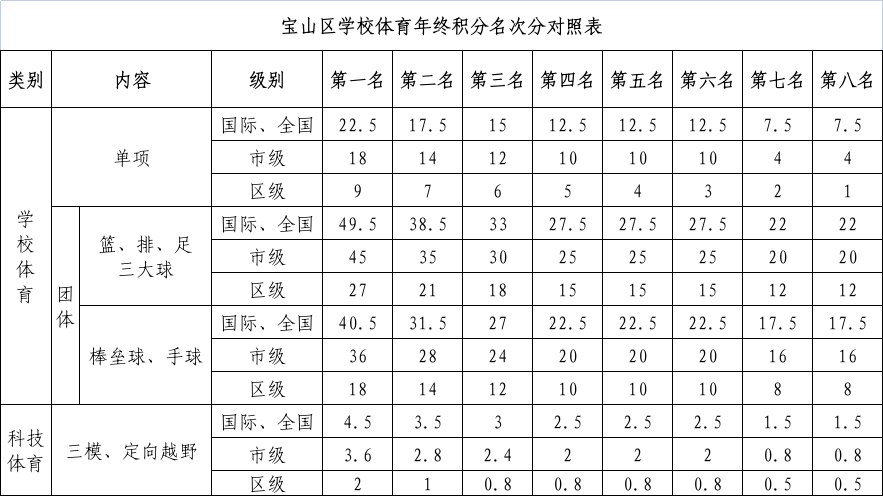 宝山区学校体育年终积分名次分对照表
类别 内容 级别 第一名 第二名 第三名 第四名 第五名 第六名 第七名 第八名
学校体育 单项 国际、全国 22.5 17.5 15 12.5 12.5 12.5 7.5 7.5
市级 18 14 12 10 10 10 4 4
区级 9 7 6 5 4 3 2 1
团体 篮、排、足三大球 国际、全国 49.5 38.5 33 27.5 27.5 27.5 22 22
市级 45 35 30 25 25 25 20 20
区级 27 21 18 15 15 15 12 12
棒垒球、手球 国际、全国 40.5 31.5 27 22.5 22.5 22.5 17.5 17.5
市级 36 28 24 20 20 20 16 16
区级 18 14 12 10 10 10 8 8
科技体育 三模、定向越野 国际、全国 4.5 3.5 3 2.5 2.5 2.5 1.5 1.5
市级 3.6 2.8 2.4 2 2 2 0.8 0.8
区级 2 1 0.8 0.8 0.8 0.8 0.5 0.5